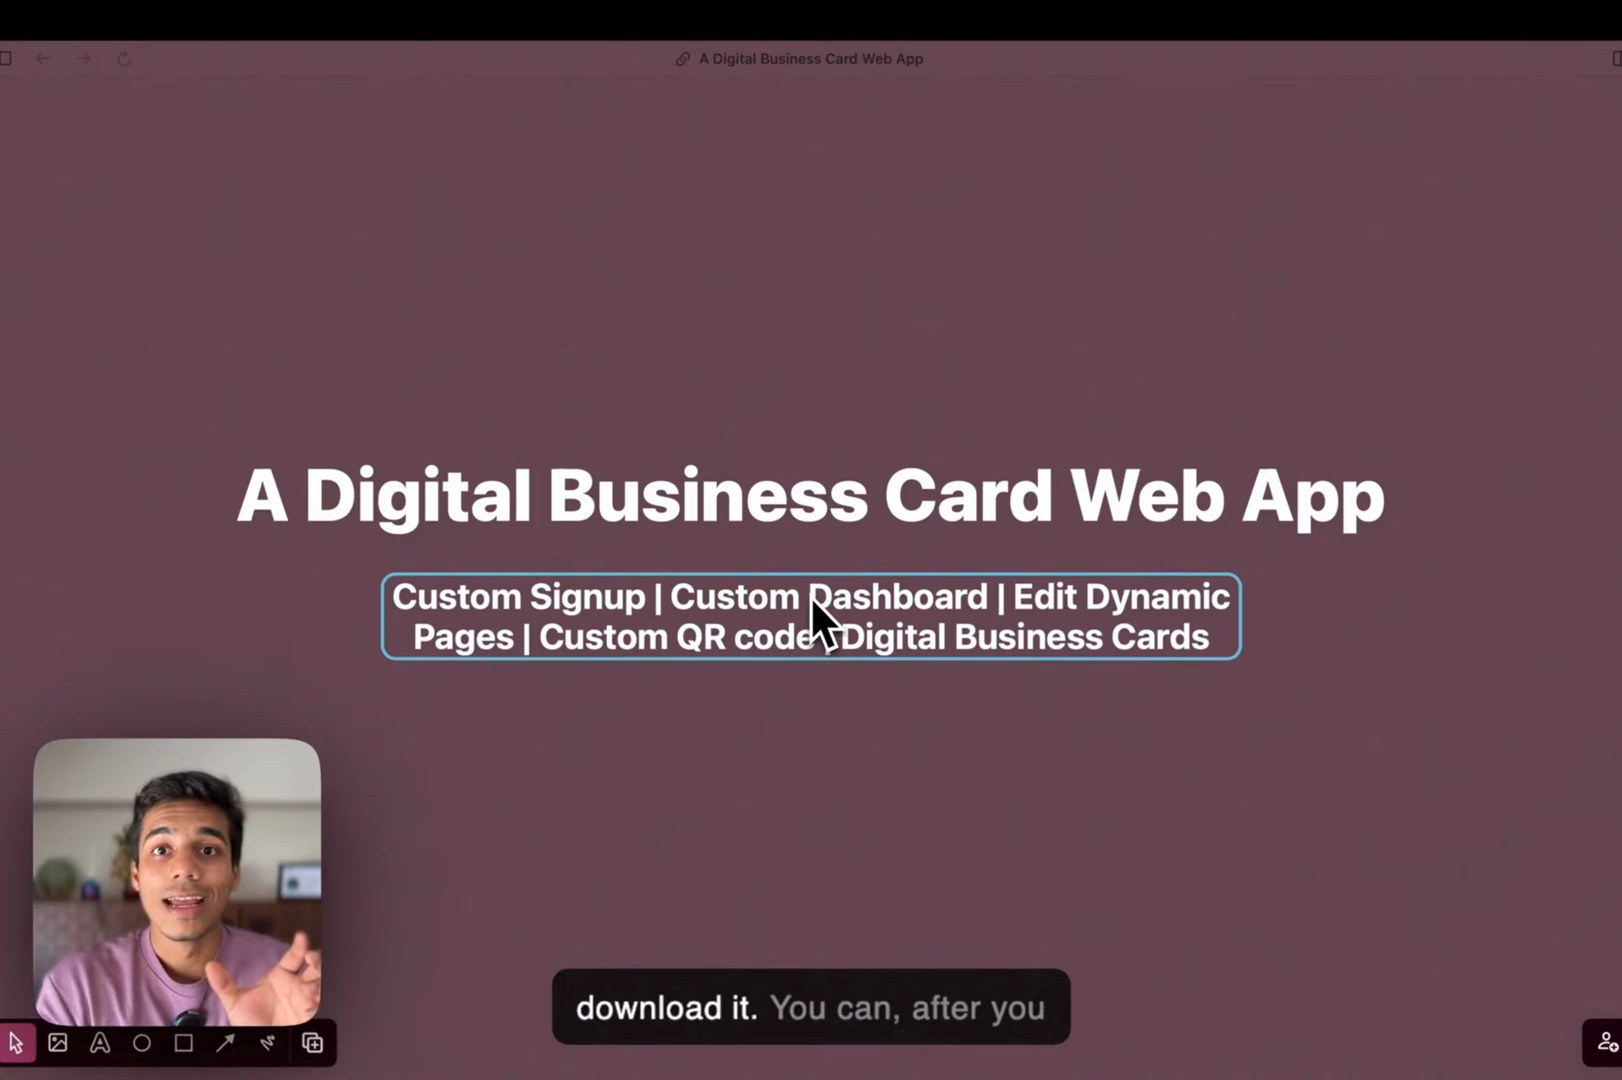 A Digital Business Card Web App
A Digital Business Card Web App
Custom Signup | Custom Dashboard | Edit Dynamic
Pages | Custom QR code | Digital Business Cards
download it. You can, after you